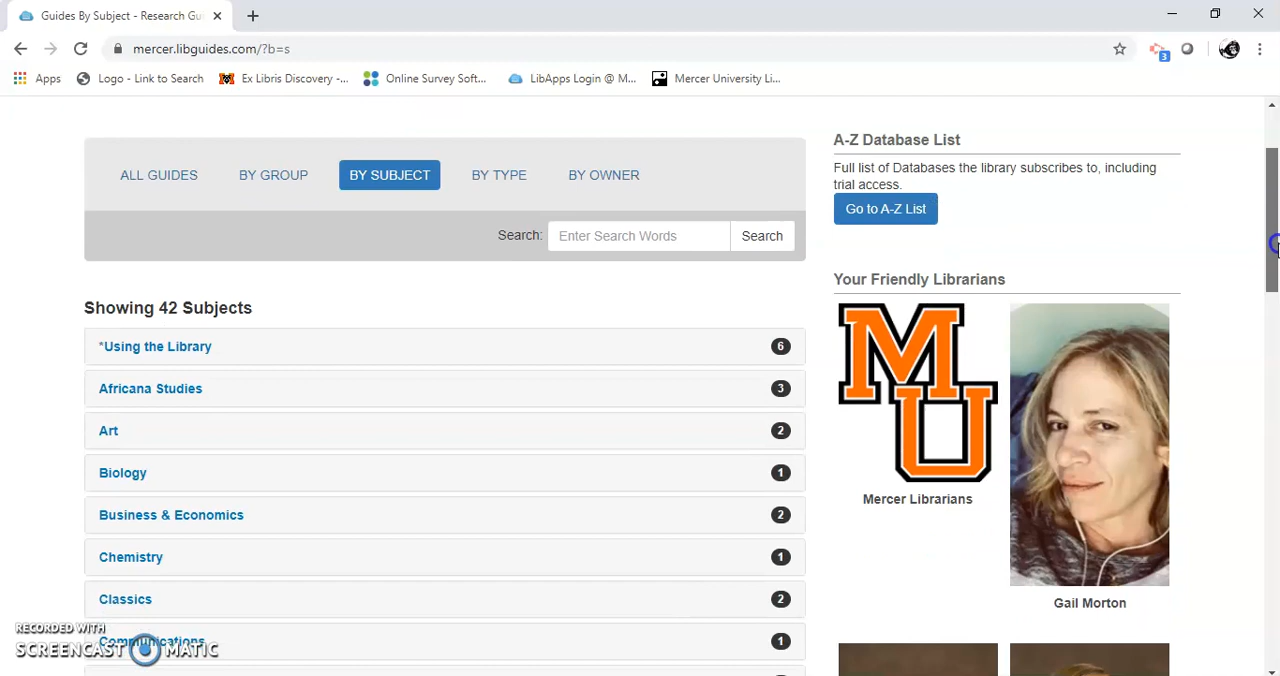 Guides By Subject - Research Gu
mercer.libguides.com/?b=s
3
Apps
Logo - Link to Search
Ex Libris Discovery -...
Online Survey Soft...
LibApps Login @ M...
Mercer University Li...
ALL GUIDES
BY GROUP
BY SUBJECT
BY TYPE
BY OWNER
Search:
Enter Search Words
Search
Showing 42 Subjects
*Using the Library 6
Africana Studies 3
Art 2
Biology 1
Business & Economics 2
Chemistry 1
Classics 2
Communications 1
A-Z Database List
Full list of Databases the library subscribes to, including
trial access.
Go to A-Z List
Your Friendly Librarians
MU
Mercer Librarians
Gail Morton
RECORDED WITH
SCREENCAST MATIC